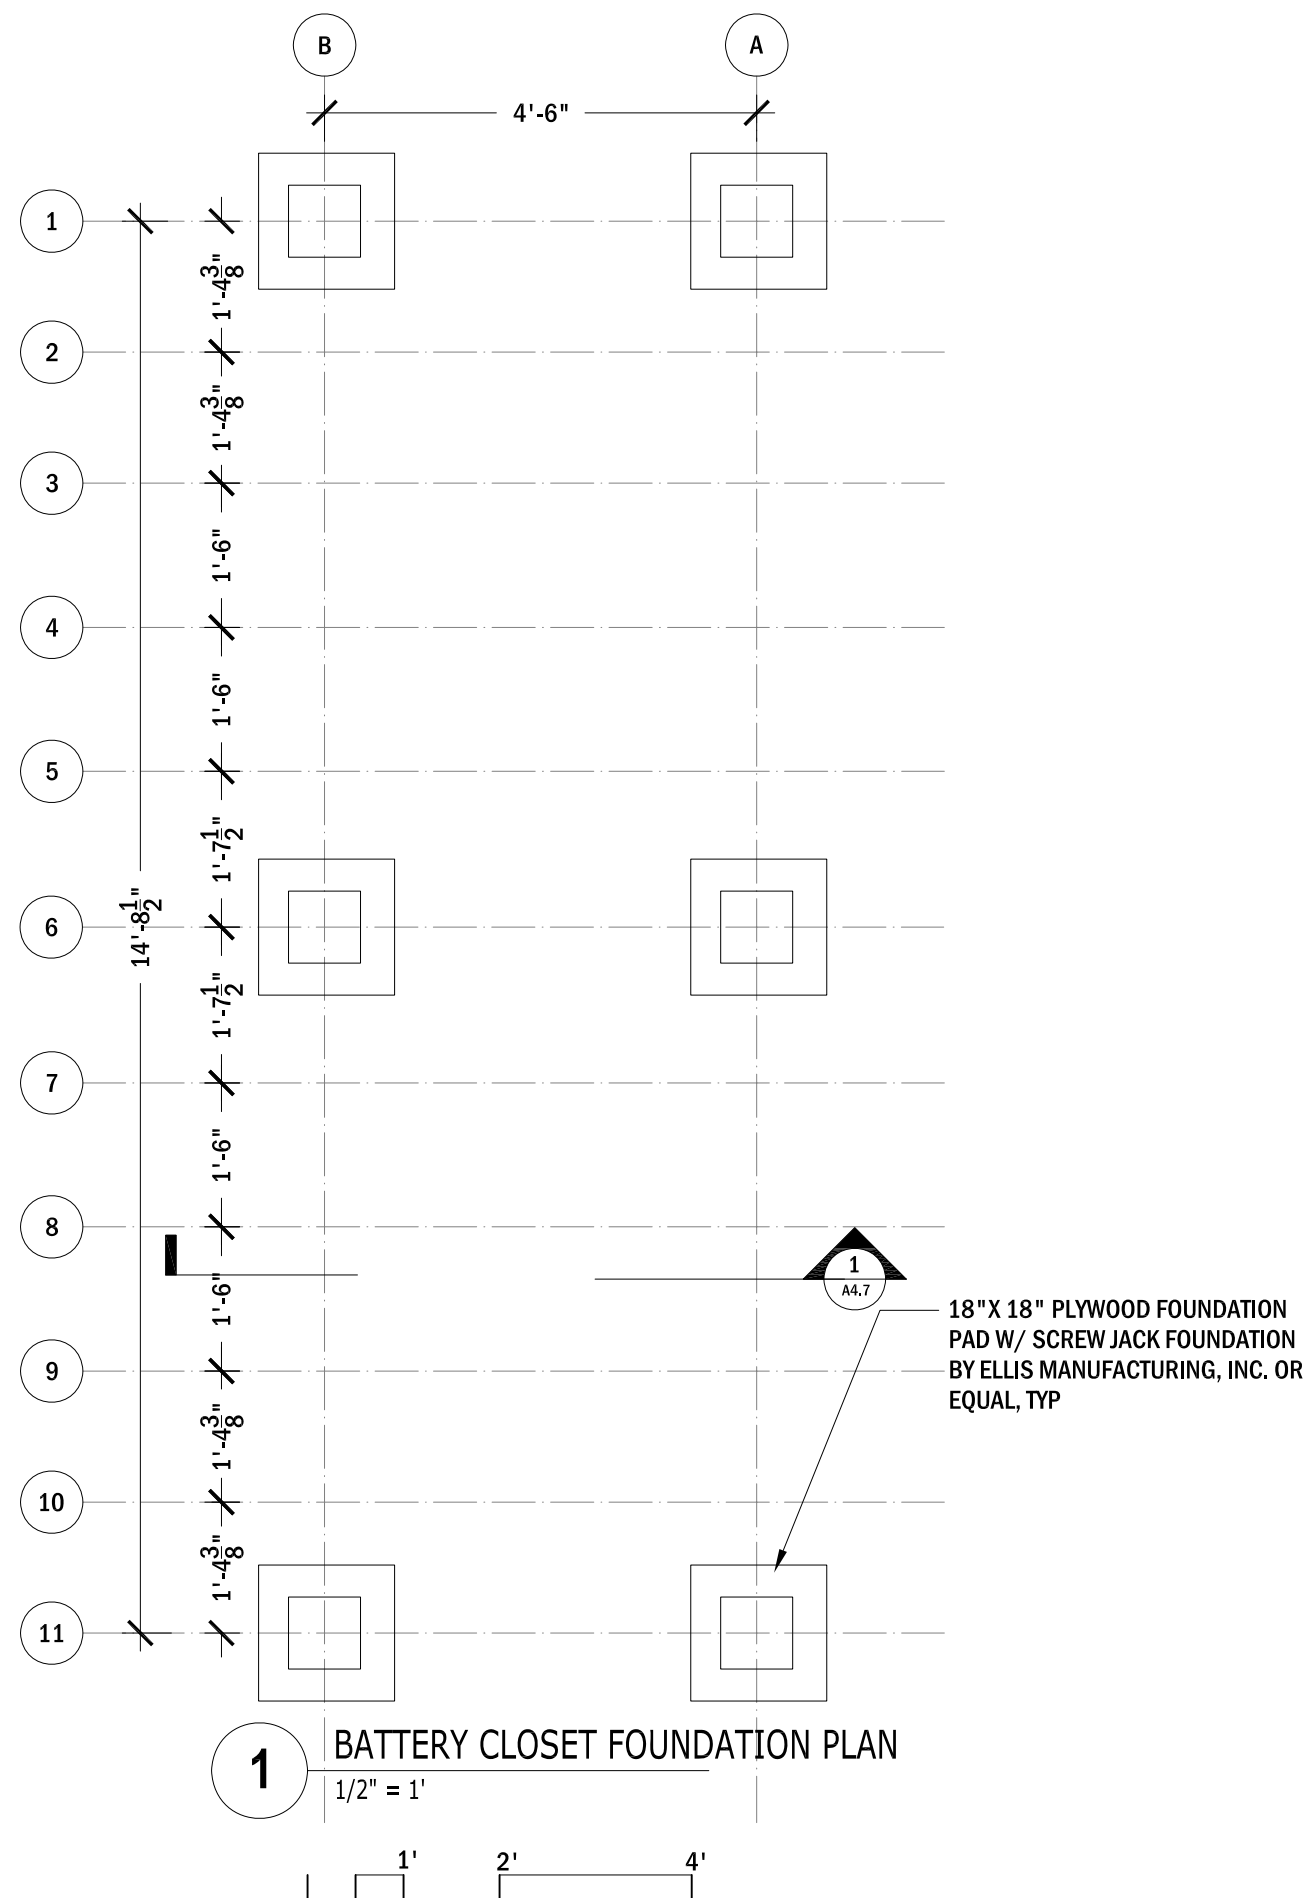 B
A
4'-6"
1
1'-4 3/8"
2
1'-4 3/8"
3
1'-6"
4
1'-6"
5
1'-7 1/2"
14'-8 1/2"
6
1'-7 1/2"
7
1'-6"
8
1'-6"
1
A4.7
18"X 18" PLYWOOD FOUNDATION
PAD W/ SCREW JACK FOUNDATION
BY ELLIS MANUFACTURING, INC. OR
EQUAL, TYP
9
1'-4 3/8"
10
1'-4 3/8"
11
1
BATTERY CLOSET FOUNDATION PLAN
1/2" = 1'
1' 2' 4'